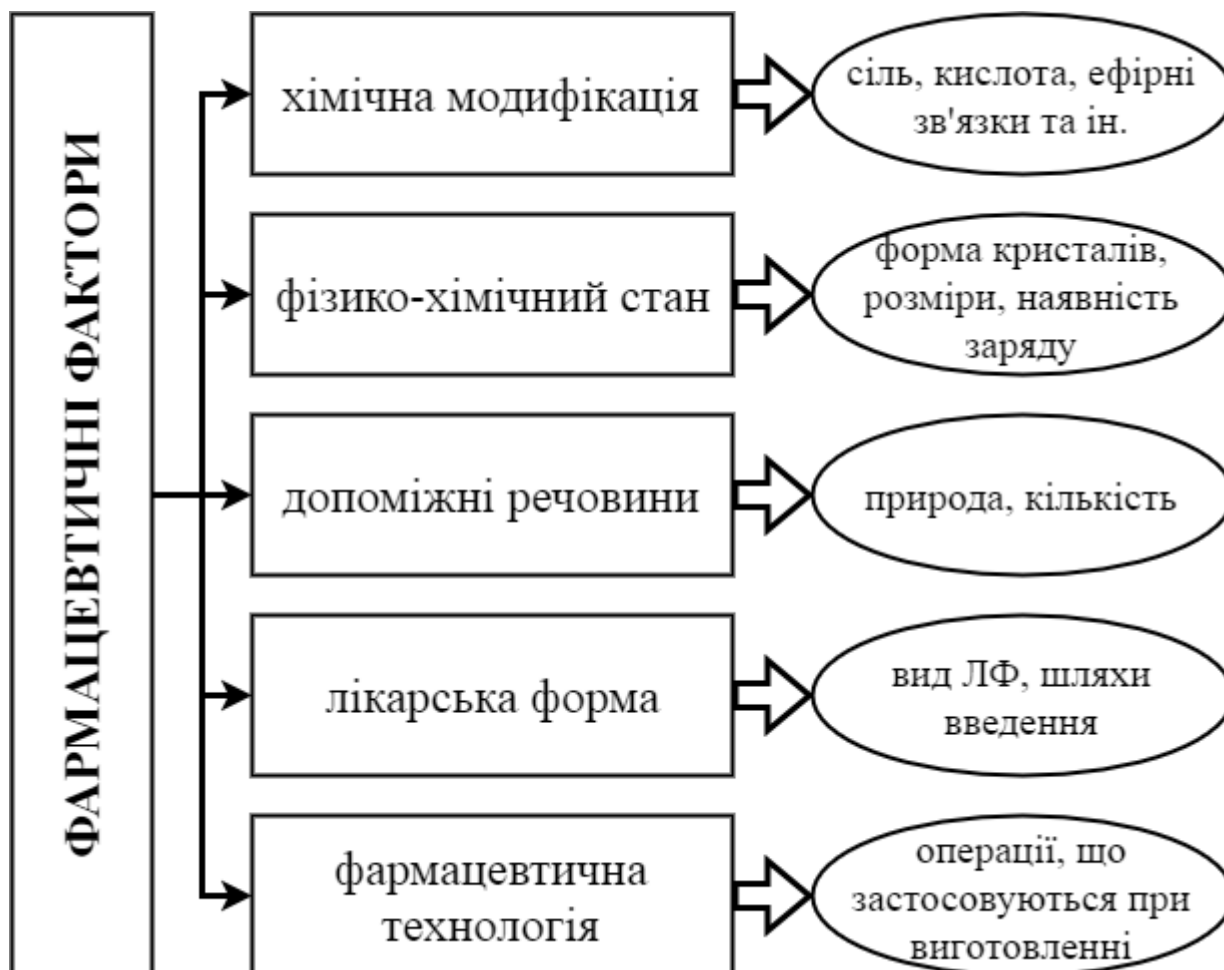 ФАРМАЦЕВТИЧНІ ФАКТОРИ
хімічна модифікація
сіль, кислота, ефірні
зв'язки та ін.
фізико-хімічний стан
форма кристалів,
розміри, наявність
заряду
допоміжні речовини
природа, кількість
лікарська форма
вид ЛФ, шляхи
введення
фармацевтична
технологія
операції, що
застосовуються при
виготовленні